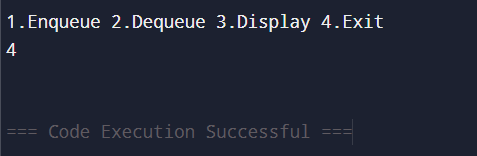 1.Enqueue 2.Dequeue 3.Display 4.Exit
4
=== Code Execution Successful ===